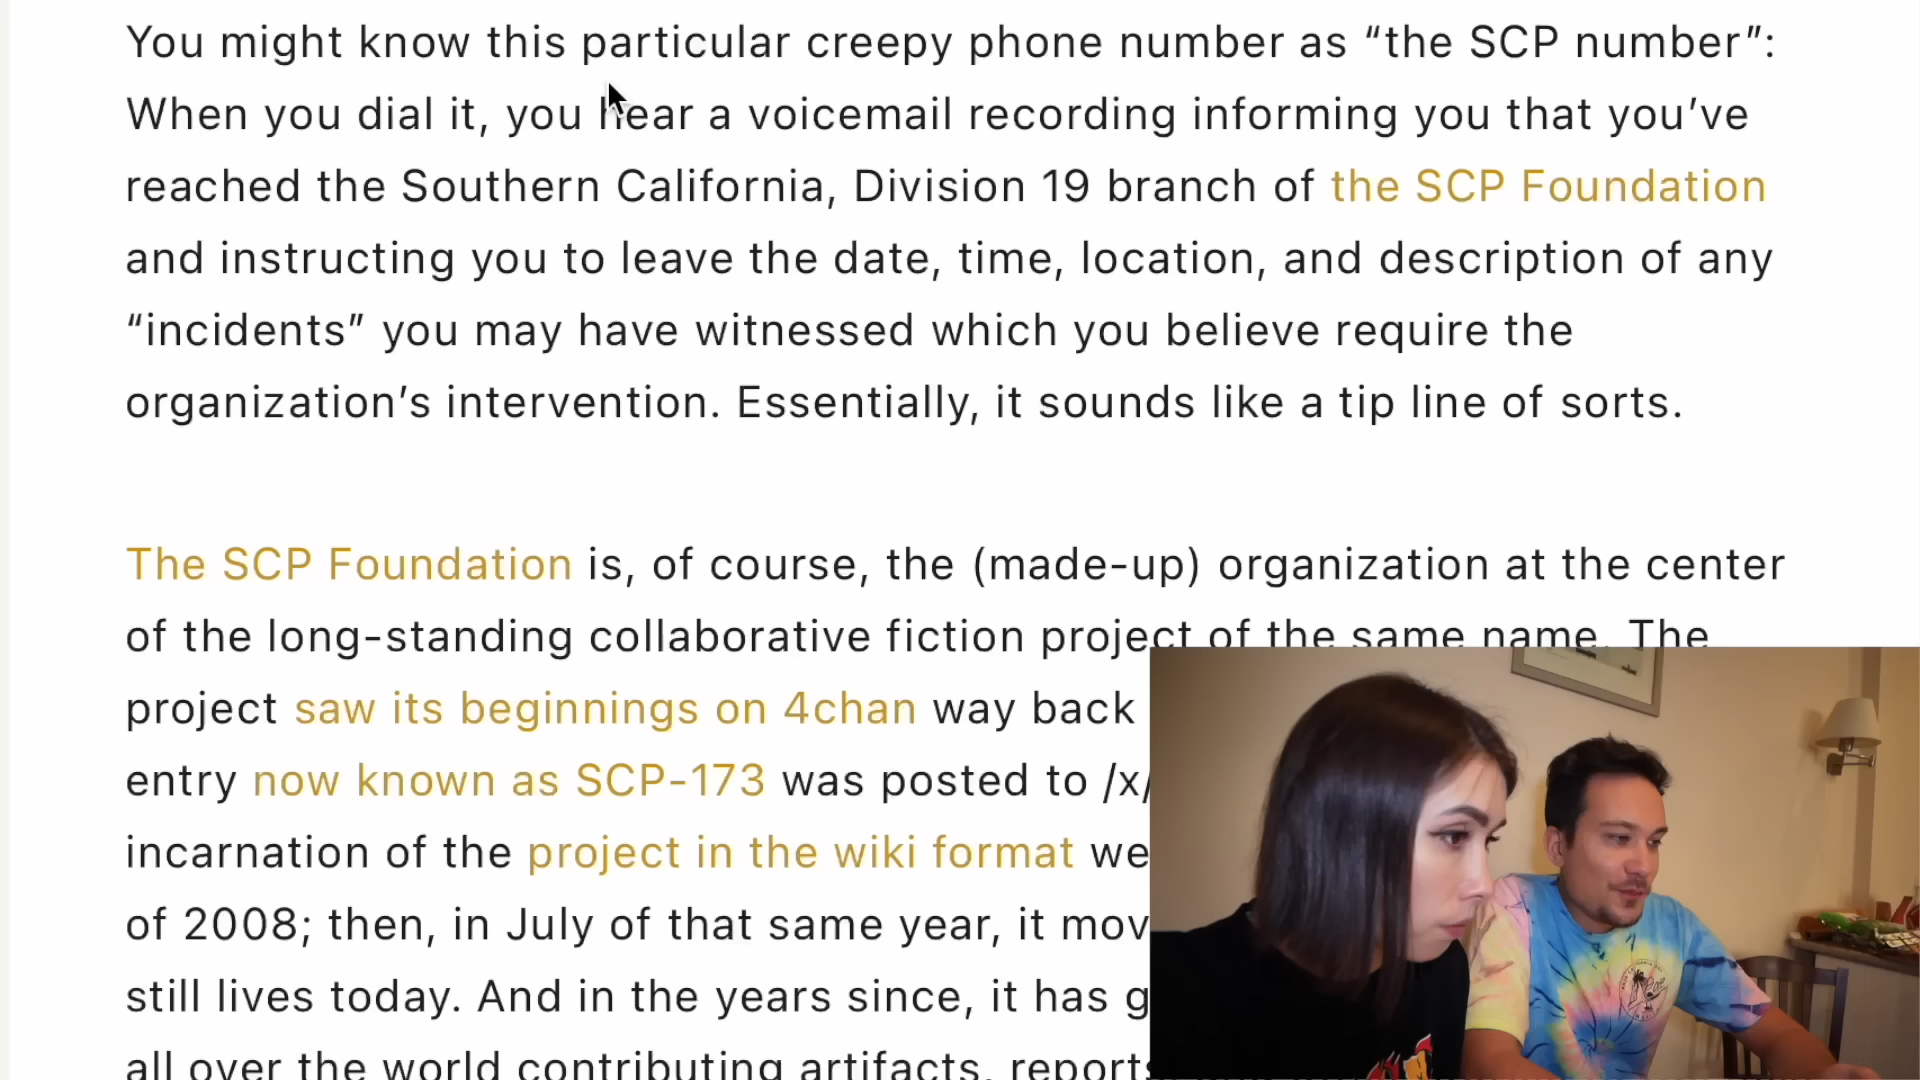 You might know this particular creepy phone number as “the SCP number”:
When you dial it, you hear a voicemail recording informing you that you’ve
reached the Southern California, Division 19 branch of the SCP Foundation
and instructing you to leave the date, time, location, and description of any
“incidents” you may have witnessed which you believe require the
organization’s intervention. Essentially, it sounds like a tip line of sorts.
The SCP Foundation is, of course, the (made-up) organization at the center
of the long-standing collaborative fiction project of the same name. The
project saw its beginnings on 4chan way back
entry now known as SCP-173 was posted to /x/
incarnation of the project in the wiki format we
of 2008; then, in July of that same year, it mov
still lives today. And in the years since, it has g
all over the world contributing artifacts, reports